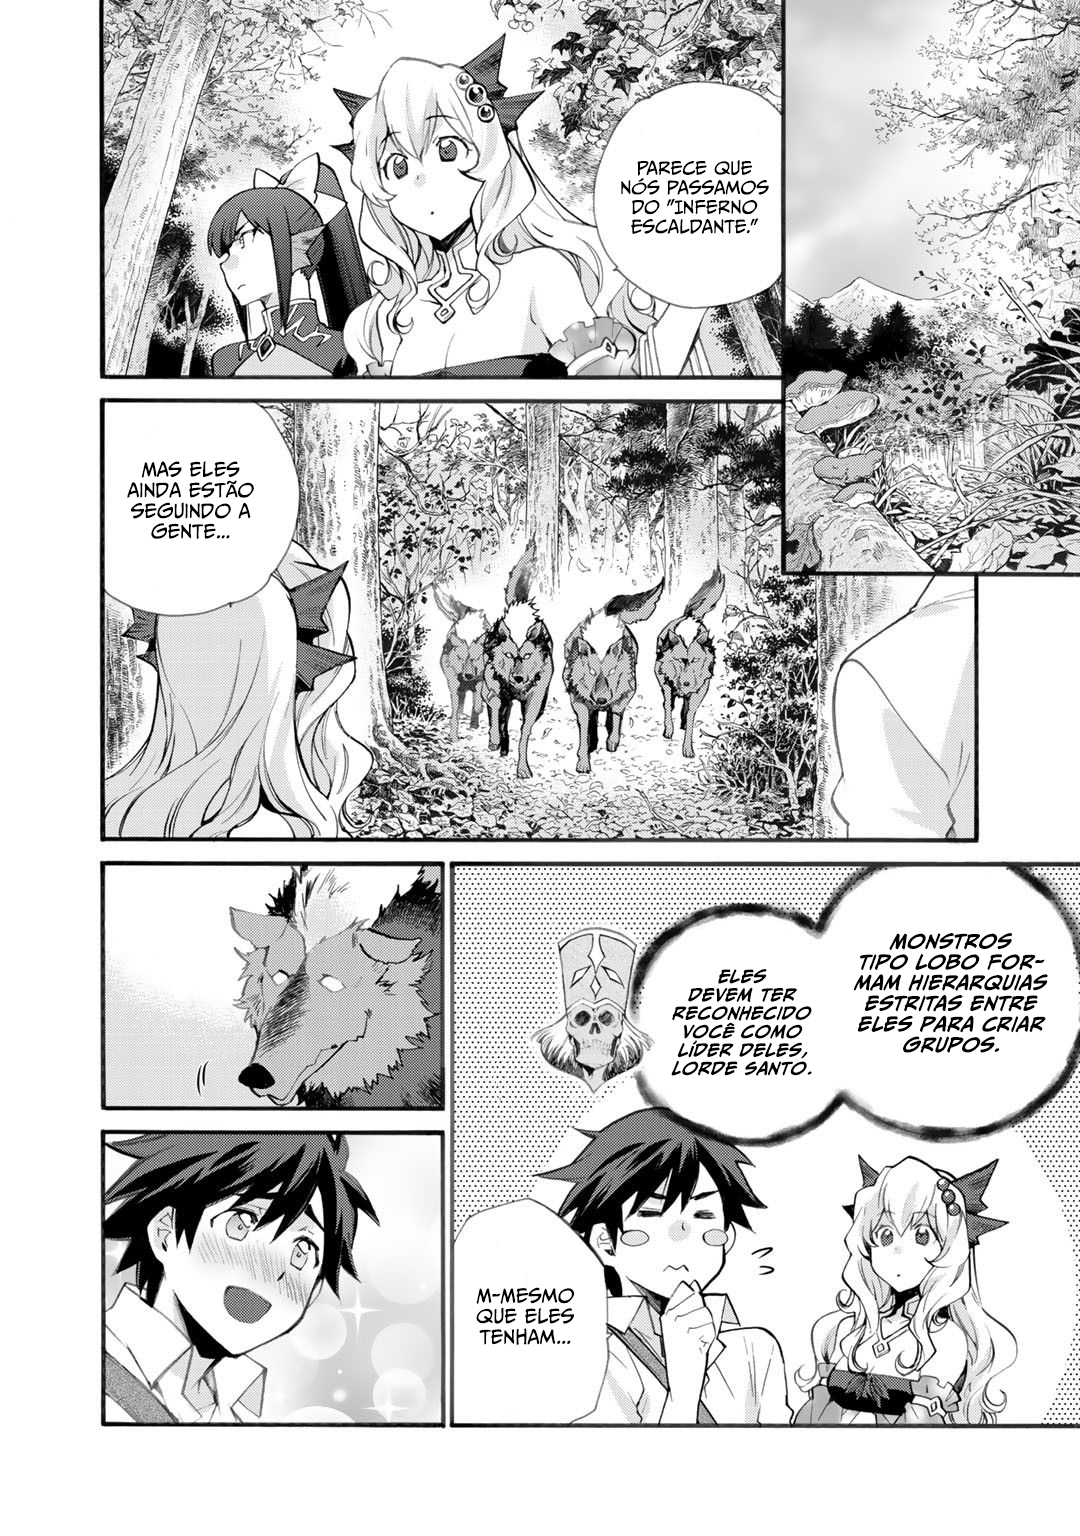 PARECE QUE
NÓS PASSAMOS
DO "INFERNO
ESCALDANTE."
MAS ELES
AINDA ESTÃO
SEGUINDO A
GENTE...
MONSTROS
TIPO LOBO FOR-
MAM HIERARQUIAS
ESTRITAS ENTRE
ELES PARA CRIAR
GRUPOS.
ELES
DEVEM TER
RECONHECIDO
VOCÊ COMO
LÍDER DELES,
LORDE SANTO.
M-MESMO
QUE ELES
TENHAM...